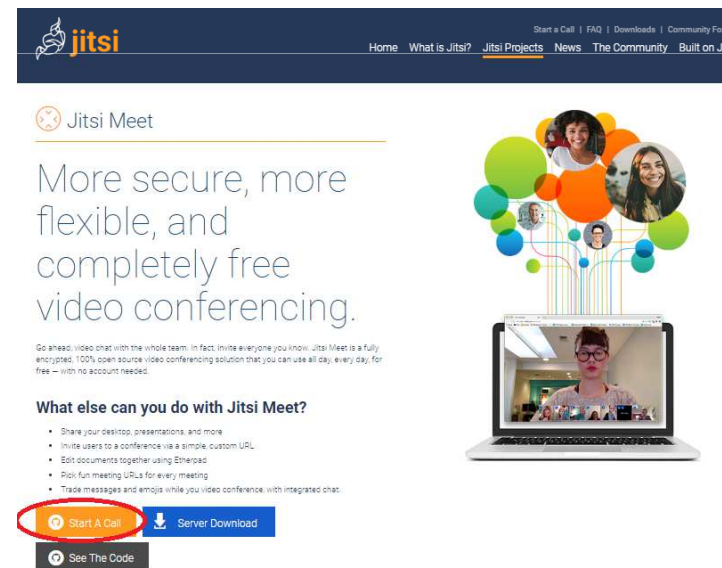 jitsi
Start a Call | FAQ | Downloads | Community Fo
Home What is Jitsi? Jitsi Projects News The Community Built on J
Jitsi Meet
More secure, more
flexible, and
completely free
video conferencing.
Go ahead, video chat with the whole team. In fact, invite everyone you know. Jitsi Meet is a fully
encrypted, 100% open source video conferencing solution that you can use all day, every day, for
free — with no account needed.
What else can you do with Jitsi Meet?
• Share your desktop, presentations, and more
• Invite users to a conference via a simple, custom URL
• Edit documents together using Etherpad
• Pick fun meeting URLs for every meeting
• Trade messages and emojis while you video conference, with integrated chat.
Start A Call Server Download
See The Code